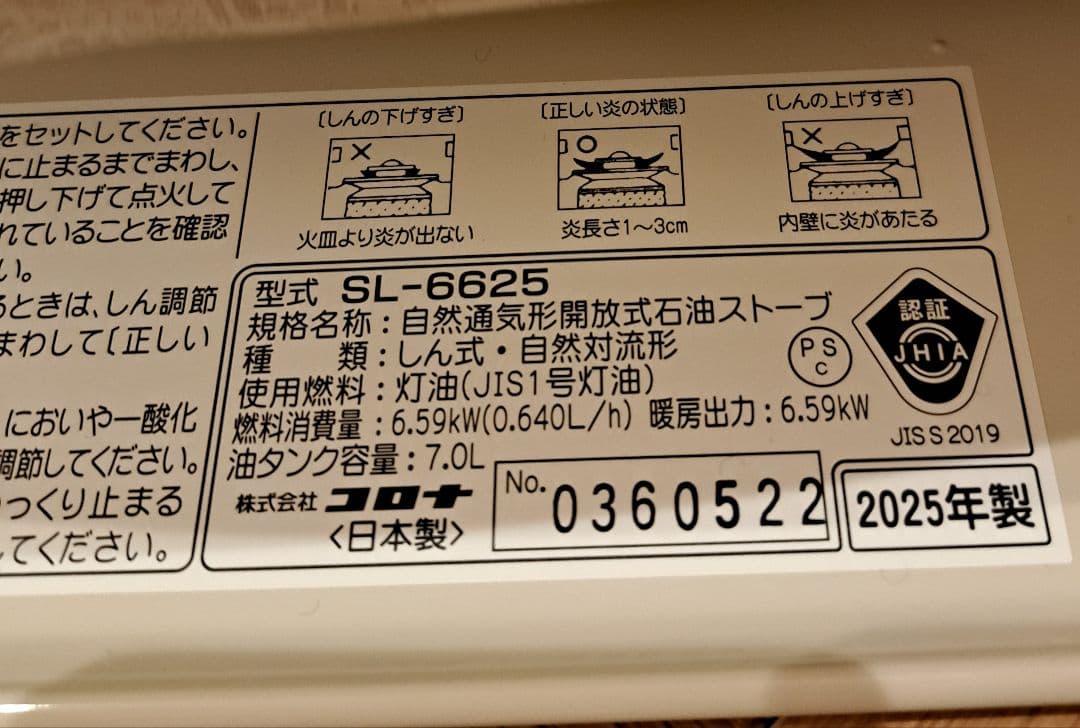 をセットしてください。
に止まるまでまわし、
押し下げて点火して
れていることを確認
い。
るときは、しん調節
まわして〔正しい
においや一酸化
調節してください。
っくり止まる
してください。
〔しんの下げすぎ〕
火皿より炎が出ない
〔正しい炎の状態〕
炎長さ1〜3cm
〔しんの上げすぎ〕
内壁に炎があたる
型式 SL-6625
規格名称：自然通気形開放式石油ストーブ
種　　類：しん式・自然対流形
使用燃料：灯油(JIS1号灯油)
燃料消費量：6.59kW(0.640L/h) 暖房出力：6.59kW
油タンク容量：7.0L
株式会社コロナ
<日本製>
No. 0360522
PSC
認証
JHIA
JIS S 2019
2025年製